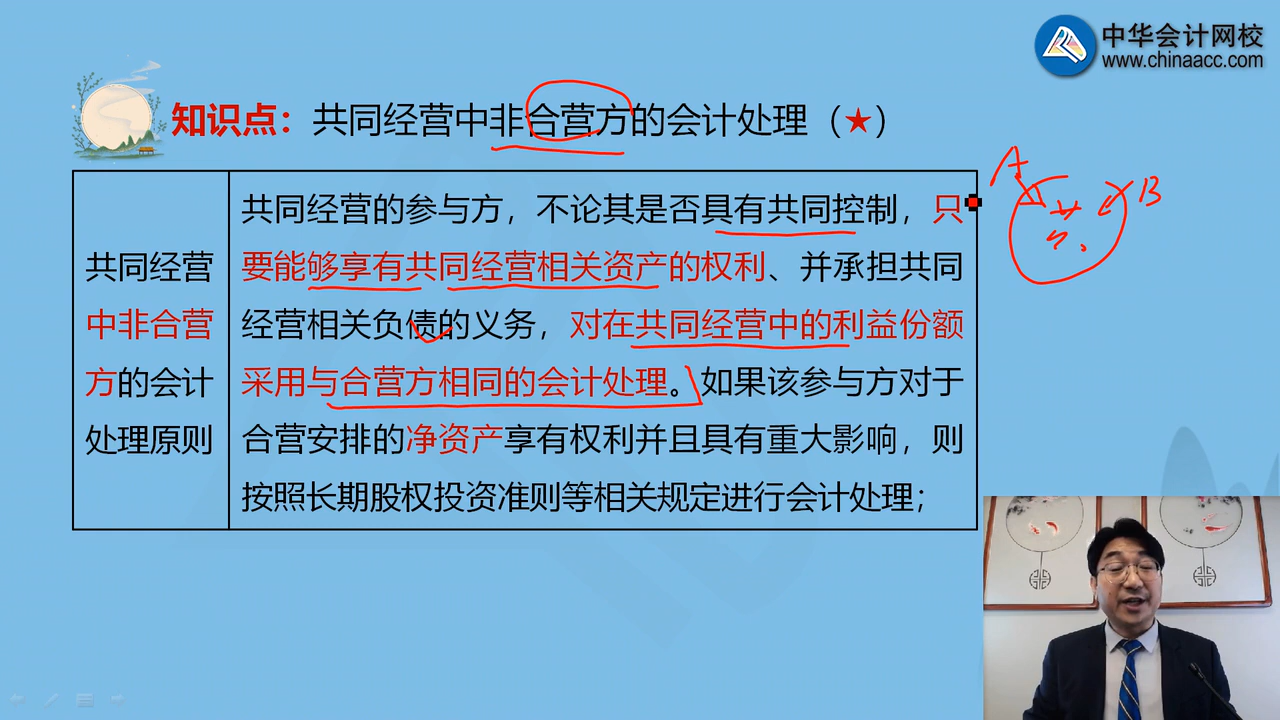 中华会计网校
www.chinaacc.com
知识点：共同经营中非合营方的会计处理（★）
共同经营
中非合营
方的会计
处理原则
共同经营的参与方，不论其是否具有共同控制，只
要能够享有共同经营相关资产的权利、并承担共同
经营相关负债的义务，对在共同经营中的利益份额
采用与合营方相同的会计处理。如果该参与方对于
合营安排的净资产享有权利并且具有重大影响，则
按照长期股权投资准则等相关规定进行会计处理；
A
B